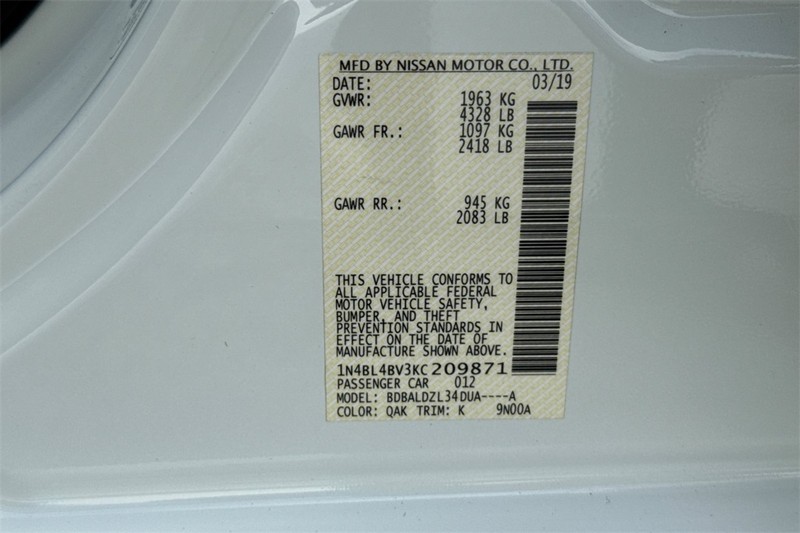 MFD BY NISSAN MOTOR CO., LTD.
DATE: 03/19
GVWR: 1963 KG
4328 LB
GAWR FR.: 1097 KG
2418 LB
GAWR RR.: 945 KG
2083 LB
THIS VEHICLE CONFORMS TO
ALL APPLICABLE FEDERAL
MOTOR VEHICLE SAFETY,
BUMPER, AND THEFT
PREVENTION STANDARDS IN
EFFECT ON THE DATE OF
MANUFACTURE SHOWN ABOVE.
1N4BL4BV3KC209871
PASSENGER CAR 012
MODEL: BDBALDZL34DUA----A
COLOR: QAK TRIM: K 9N00A